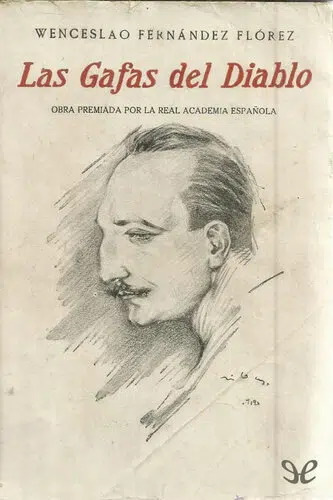 WENCESLAO FERNÁNDEZ FLÓREZ
Las Gafas del Diablo
OBRA PREMIADA POR LA REAL ACADEMIA ESPAÑOLA